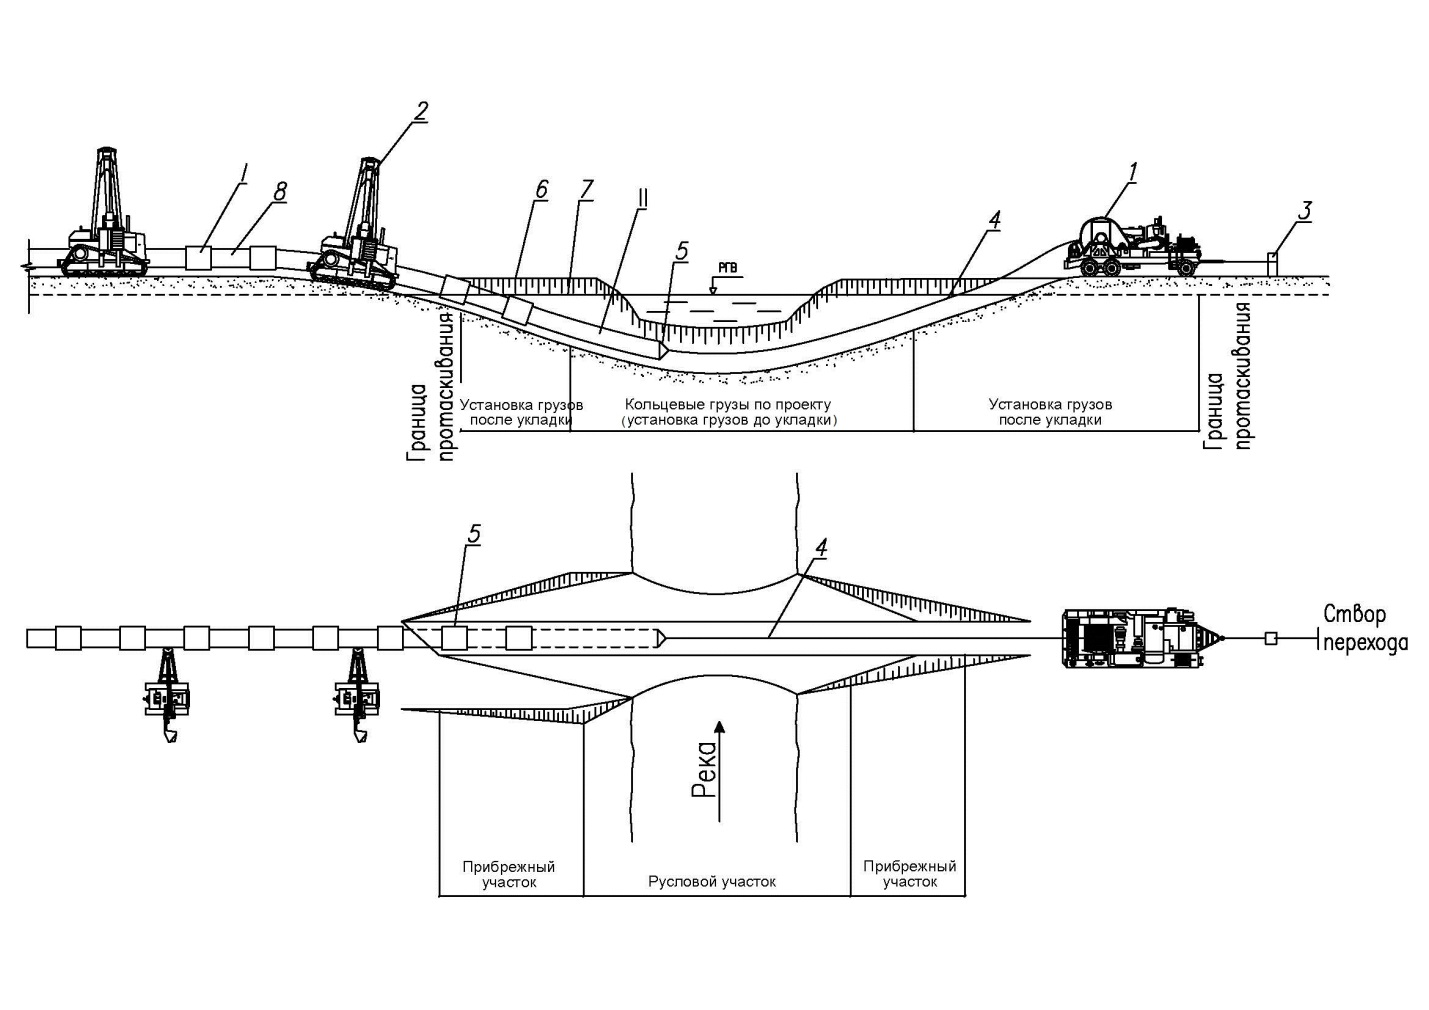 2
I
8
6
7
II
5
РГВ
4
1
3
Граница
протаскивания
Установка грузов
после укладки
Кольцевые грузы по проекту
(установка грузов до укладки)
Установка грузов
после укладки
Граница
протаскивания
5
4
Створ
перехода
Река
Прибрежный
участок
Русловой участок
Прибрежный
участок